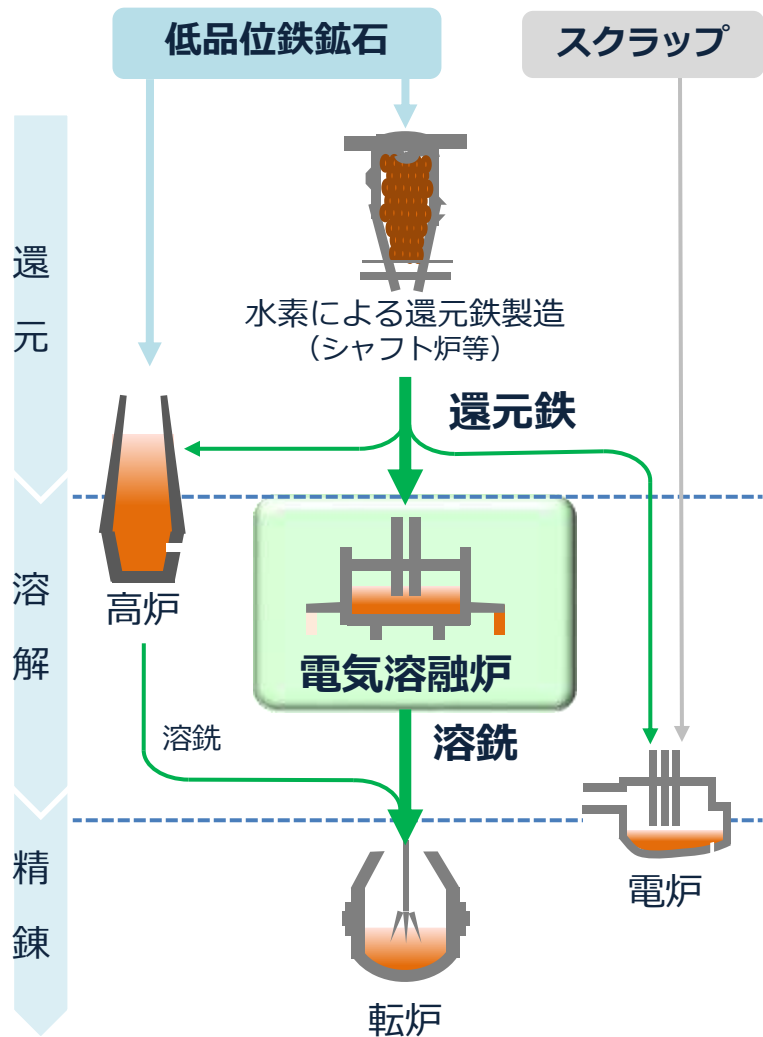 低品位鉄鉱石
スクラップ
還元
水素による還元鉄製造
（シャフト炉等）
還元鉄
溶解
高炉
電気溶融炉
溶銑
溶銑
精錬
電炉
転炉